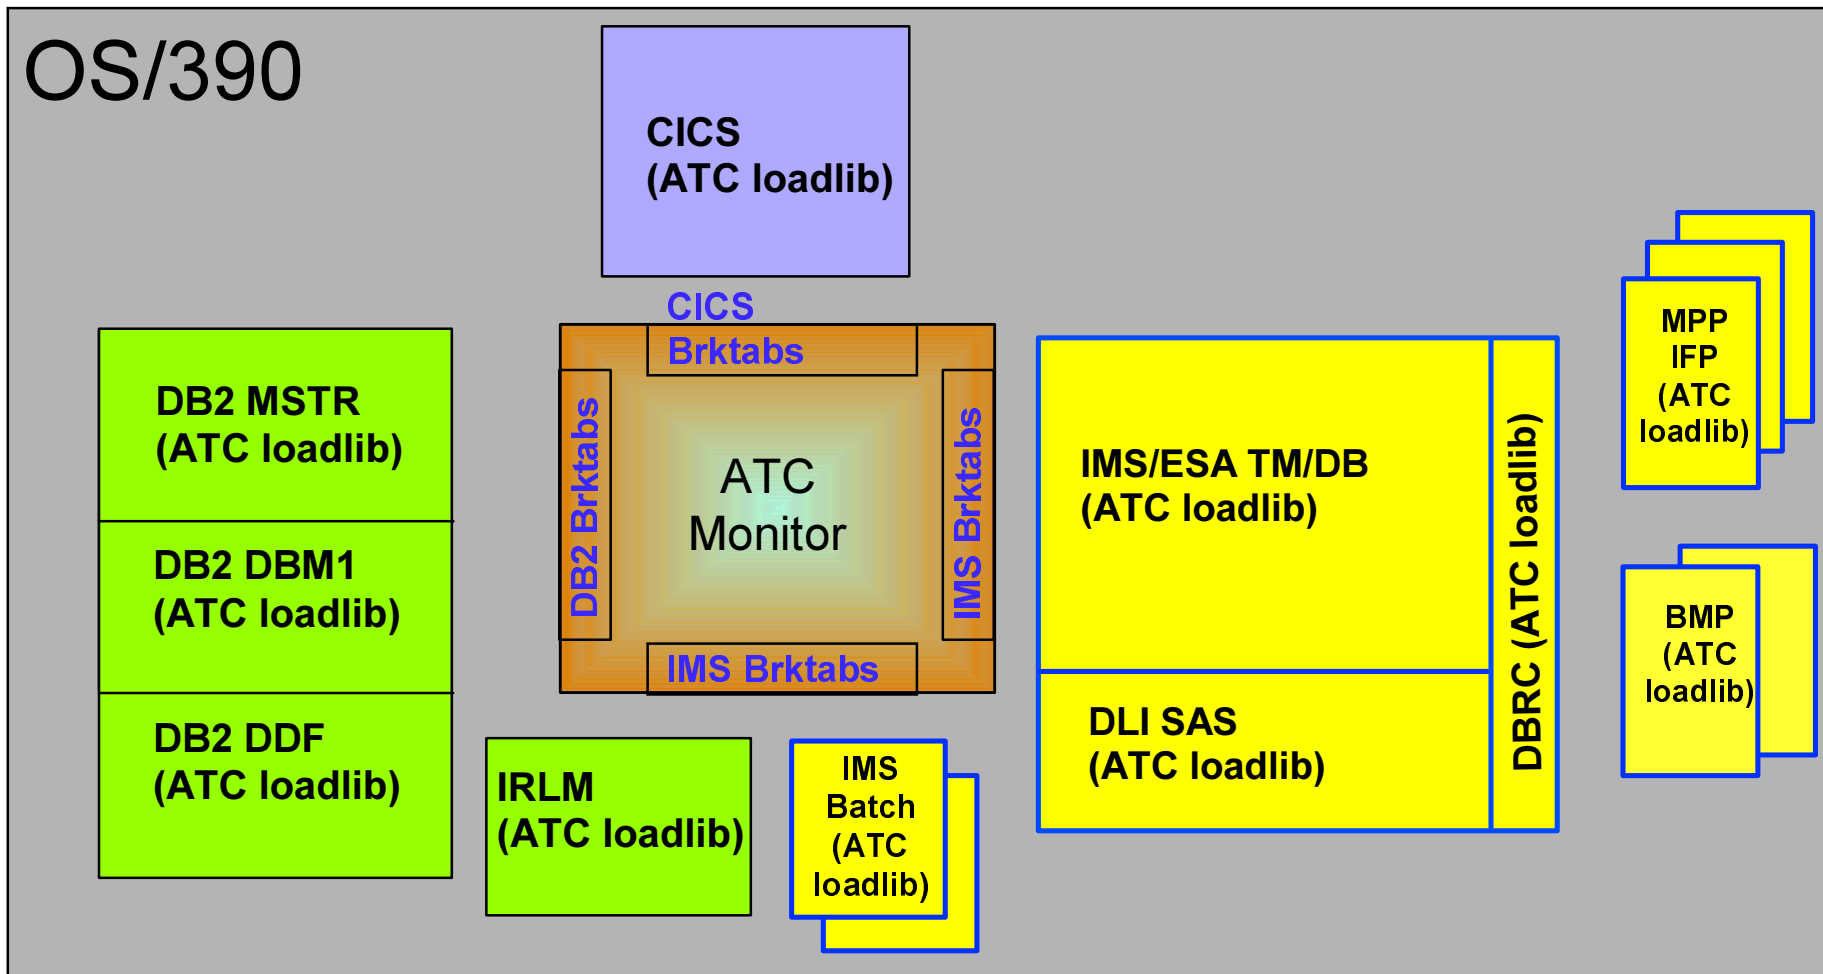 OS/390
CICS
(ATC loadlib)
CICS
Brktabs
DB2 MSTR
(ATC loadlib)
DB2 DBM1
(ATC loadlib)
DB2 DDF
(ATC loadlib)
DB2 Brktabs
ATC
Monitor
IMS Brktabs
IMS Brktabs
IRLM
(ATC loadlib)
IMS
Batch
(ATC
loadlib)
IMS/ESA TM/DB
(ATC loadlib)
DLI SAS
(ATC loadlib)
DBRC (ATC loadlib)
MPP
IFP
(ATC
loadlib)
BMP
(ATC
loadlib)